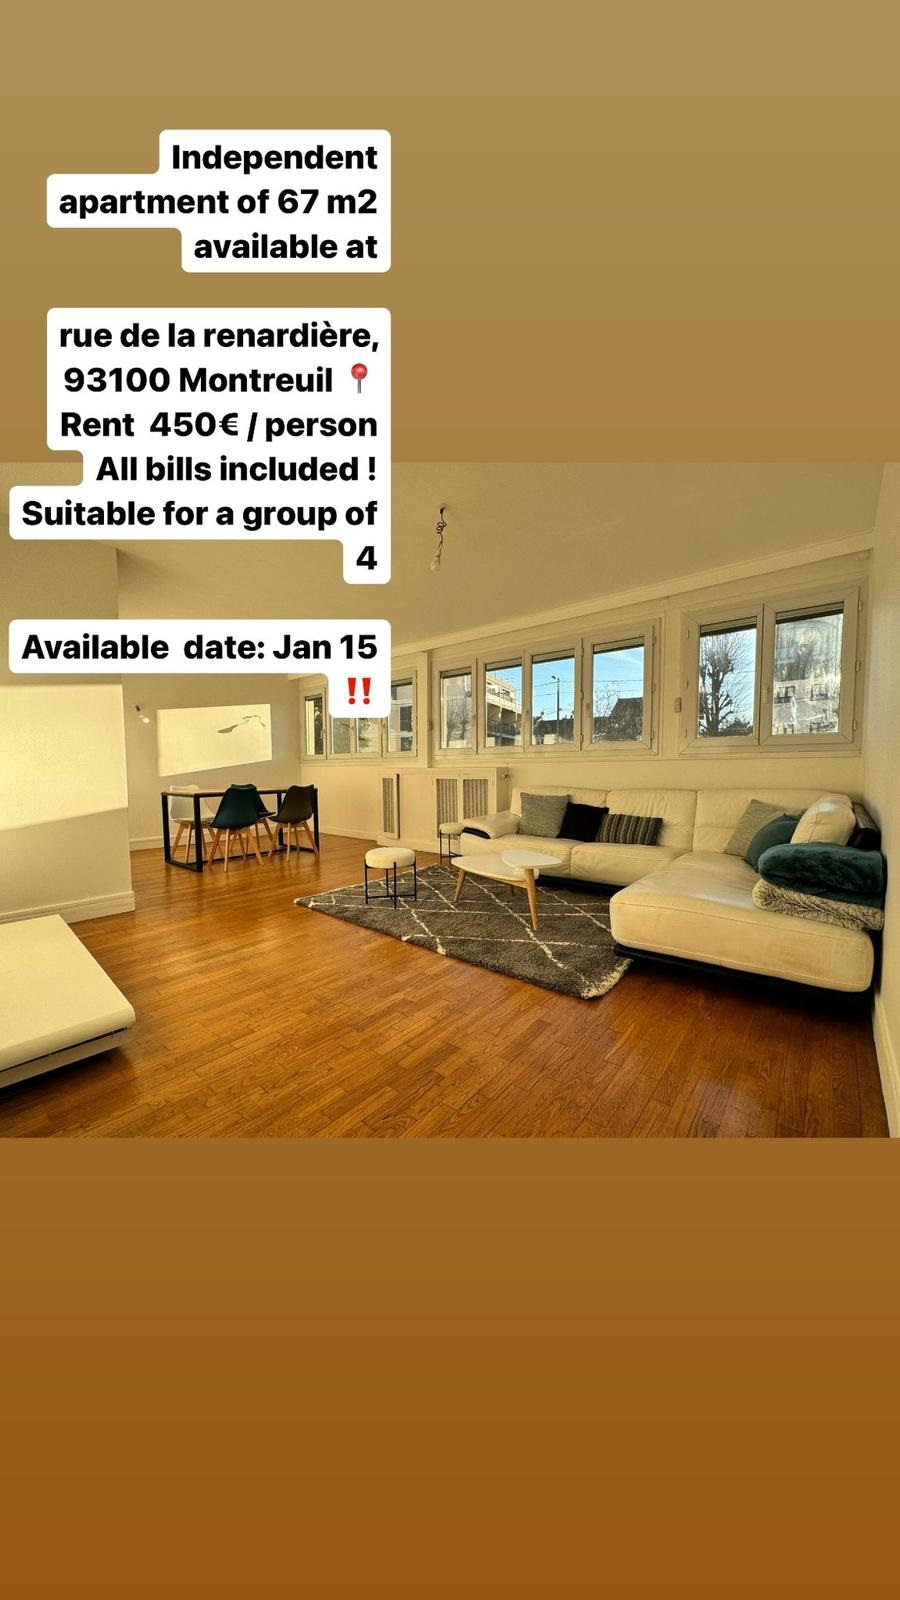 Independent
apartment of 67 m2
available at
rue de la renardière,
93100 Montreuil 📍
Rent  450€ / person
All bills included !
Suitable for a group of
4
Available  date: Jan 15
‼️